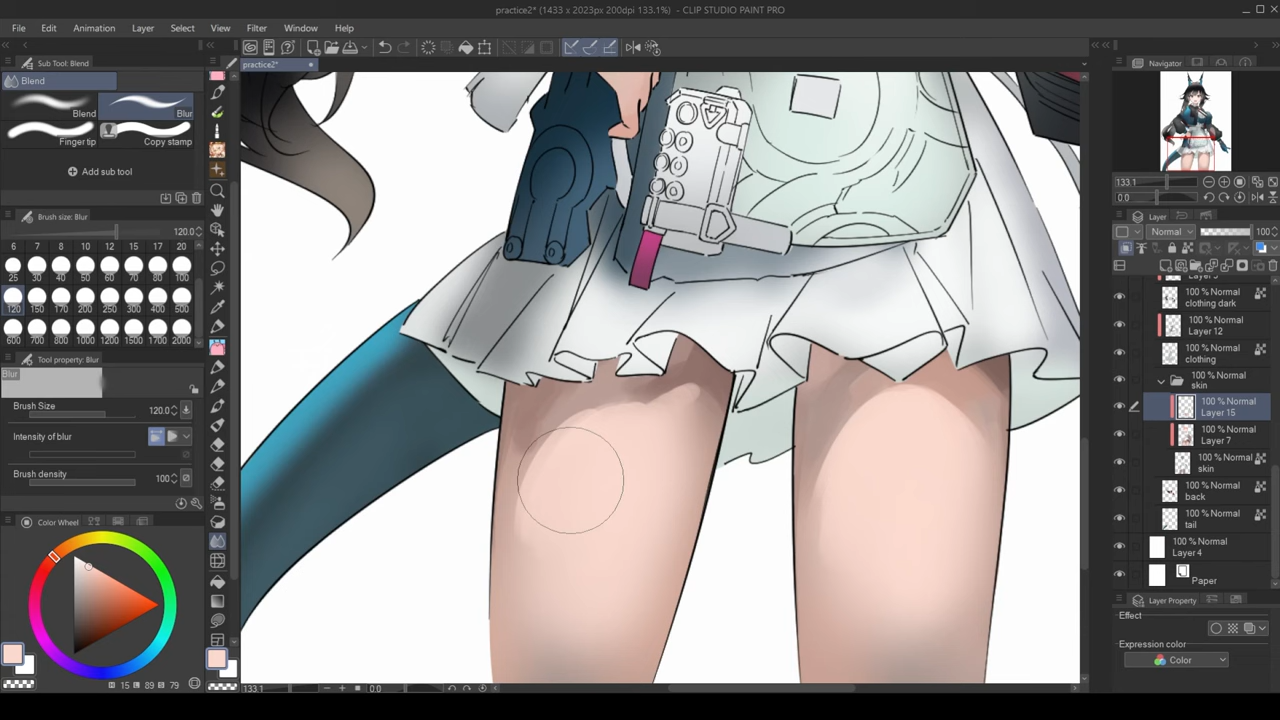 practice2* (1433 x 2023px 200dpi 133.1%) - CLIP STUDIO PAINT PRO
File Edit Animation Layer Select View Filter Window Help
Sub Tool: Blend
practice2*
Navigator
Blend
Blend Blur
Finger tip Copy stamp
Add sub tool
133.1
0.0
Brush size: Blur
Layer
120.0
Normal 100
6 7 8 10 12 15 17 20
25 30 40 50 60 70 80 100
120 150 170 200 250 300 400 500
600 700 800 1000 1200 1500 1700 2000
100 % Normal
clothing dark
100 % Normal
Layer 12
100 % Normal
clothing
100 % Normal
skin
100 % Normal
Layer 15
100 % Normal
Layer 7
100 % Normal
skin
100 % Normal
back
100 % Normal
tail
100 % Normal
Layer 4
Paper
Tool property: Blur
Blur
Brush Size 120.0
Intensity of blur
Brush density 100
Color Wheel
15 89 79
133.1 0.0
Layer Property
Effect
Expression color
Color